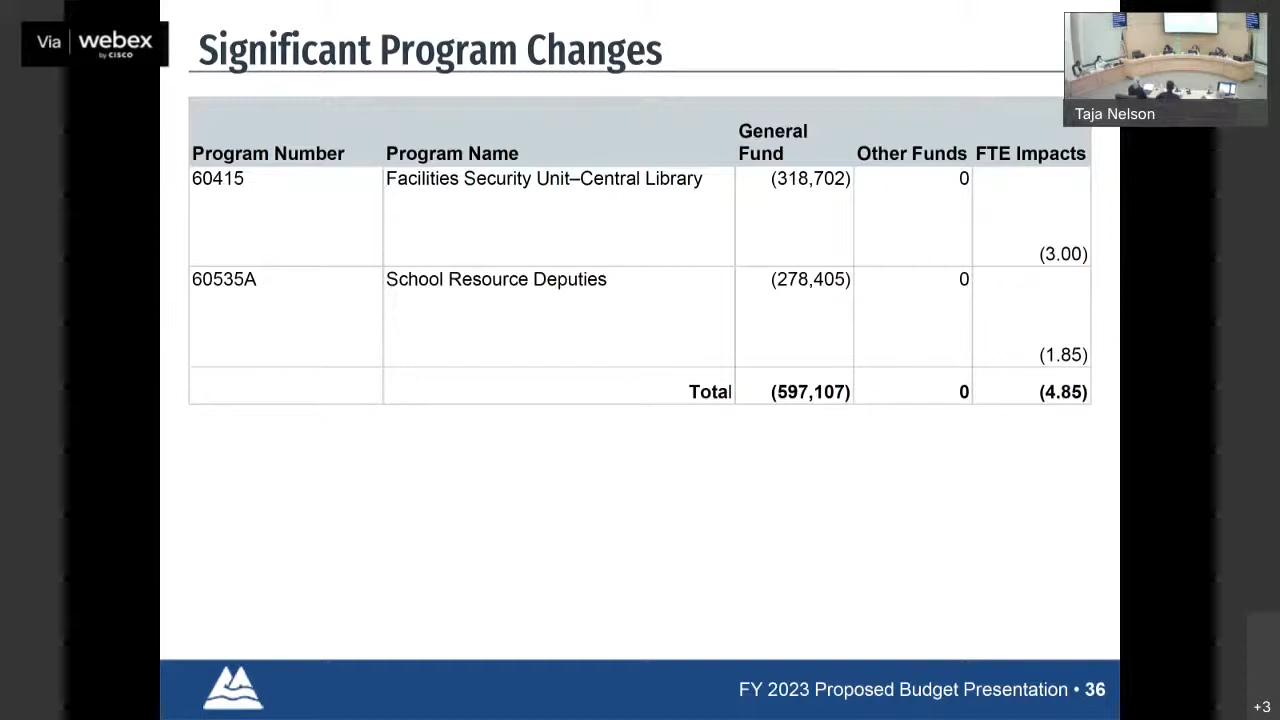 Via webex
by CISCO
Significant Program Changes
Taja Nelson
Program Number Program Name General Fund Other Funds FTE Impacts
60415 Facilities Security Unit–Central Library (318,702) 0 (3.00)
60535A School Resource Deputies (278,405) 0 (1.85)
Total (597,107) 0 (4.85)
FY 2023 Proposed Budget Presentation • 36
+3